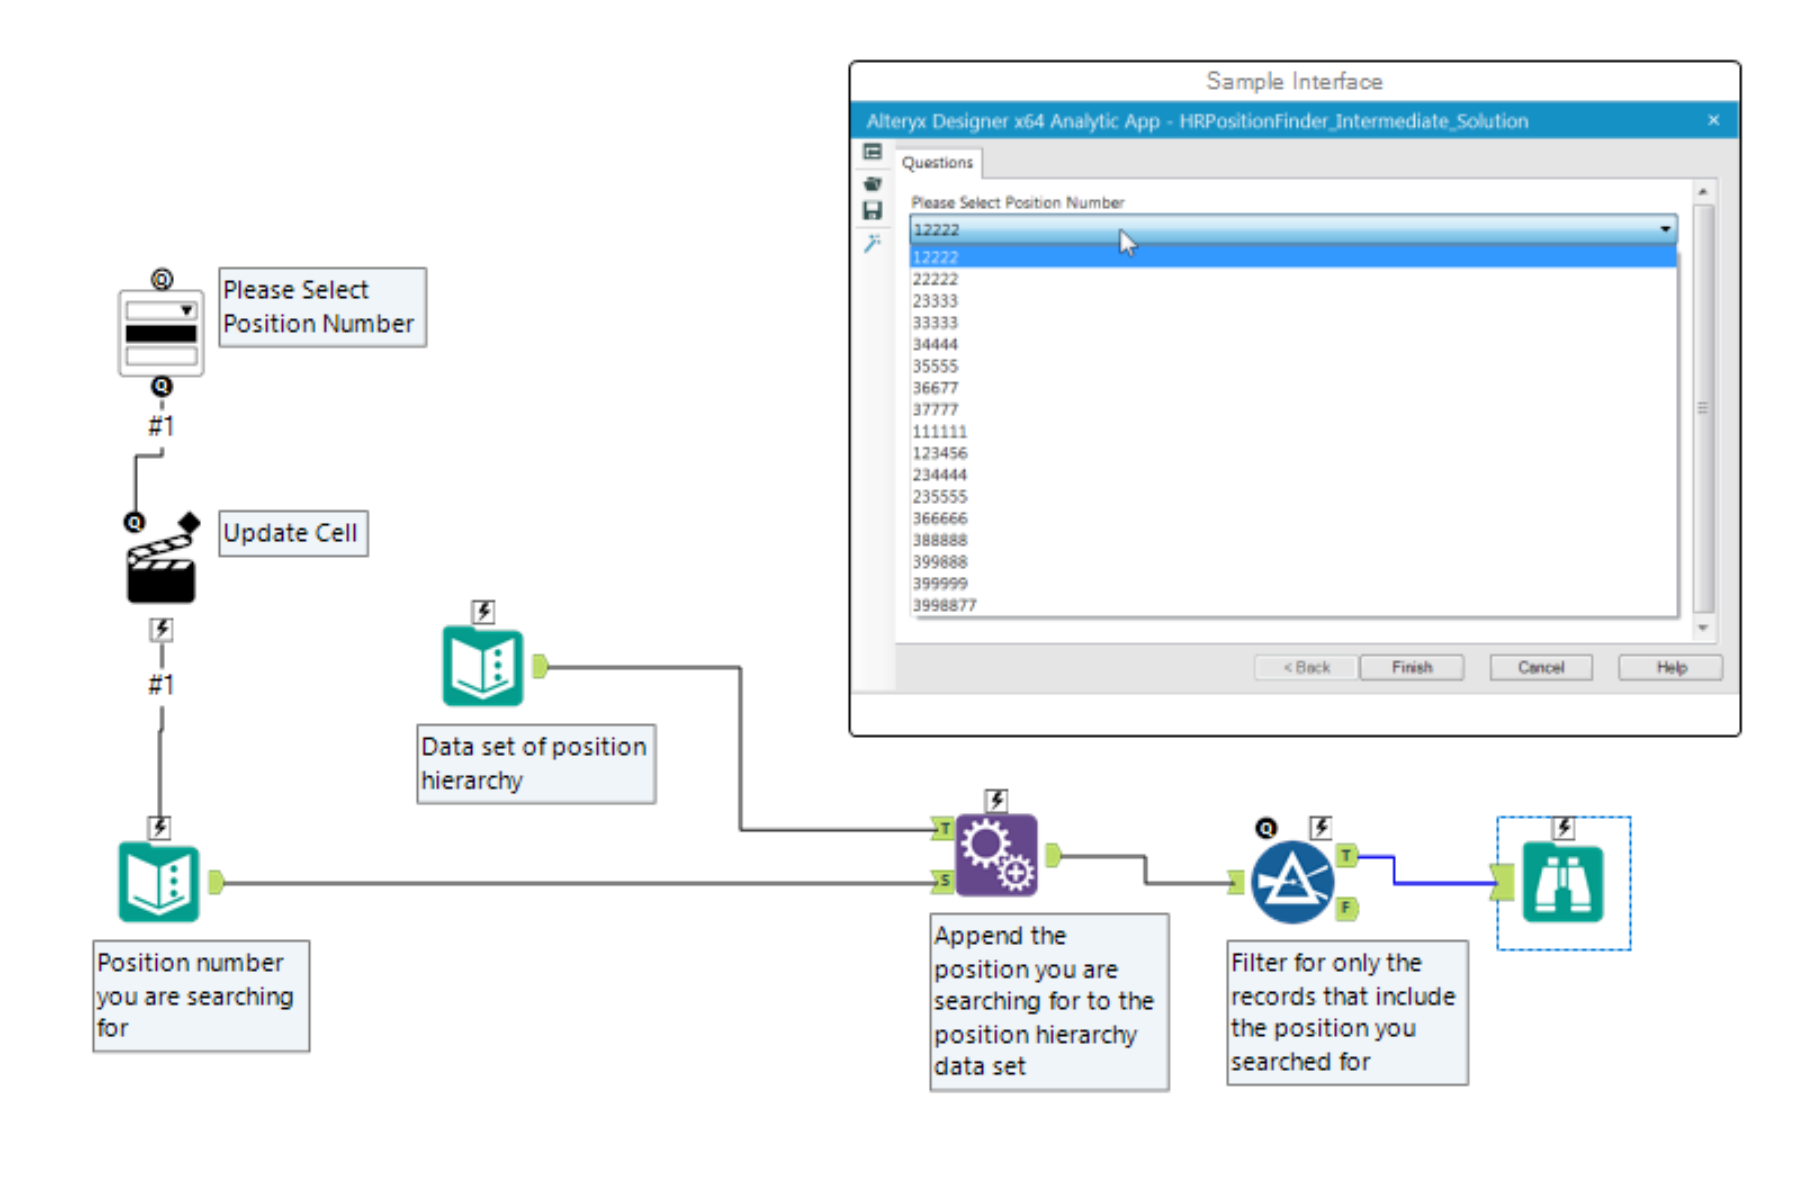 Sample Interface
Alteryx Designer x64 Analytic App - HRPositionFinder_Intermediate_Solution
Questions
Please Select Position Number
12222
12222
22222
23333
33333
34444
35555
36677
37777
111111
123456
234444
235555
366666
388888
399888
399999
3998877
< Back
Finish
Cancel
Help
Q
Please Select
Position Number
Q
#1
Q
Update Cell
#1
Data set of position
hierarchy
Position number
you are searching
for
T
S
Append the
position you are
searching for to the
position hierarchy
data set
Q
T
F
Filter for only the
records that include
the position you
searched for